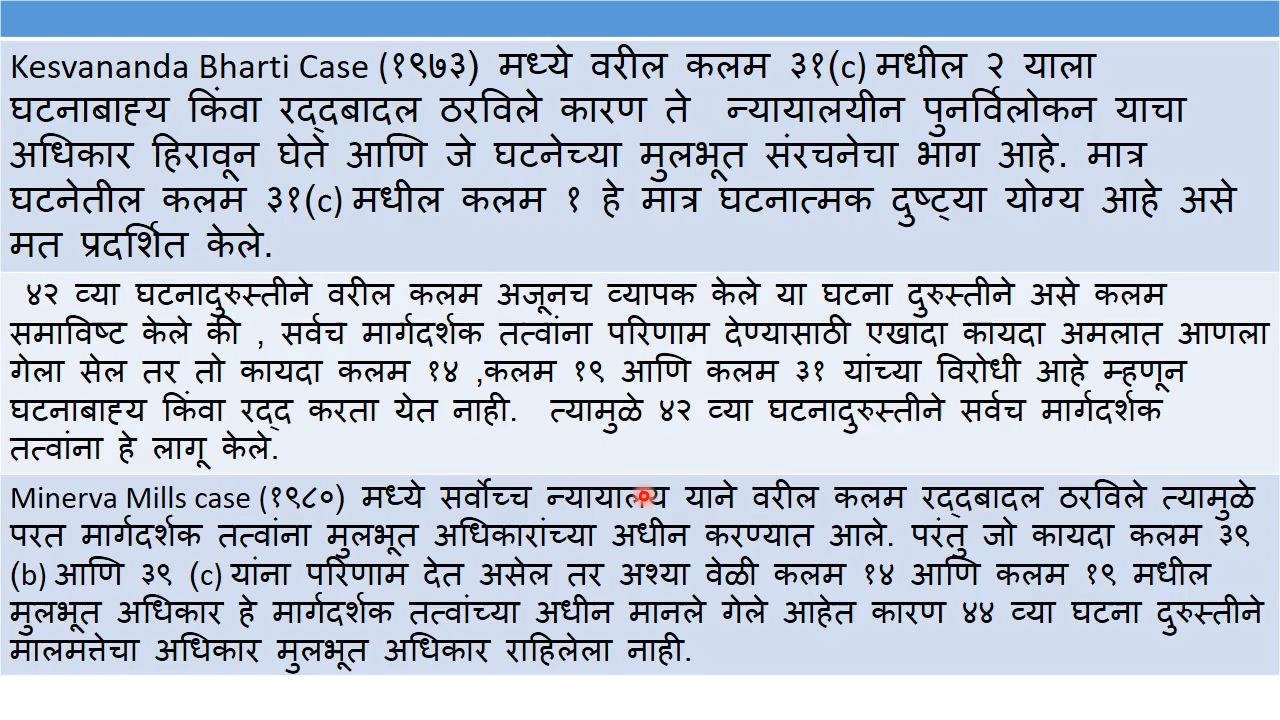 Kesvananda Bharti Case (१९७३) मध्ये वरील कलम ३१(c) मधील २ याला
घटनाबाह्य किंवा रद्दबादल ठरविले कारण ते न्यायालयीन पुनर्विलोकन याचा
अधिकार हिरावून घेते आणि जे घटनेच्या मुलभूत संरचनेचा भाग आहे. मात्र
घटनेतील कलम ३१(c) मधील कलम १ हे मात्र घटनात्मक दुष्ट्या योग्य आहे असे
मत प्रदर्शित केले.
४२ व्या घटनादुरुस्तीने वरील कलम अजूनच व्यापक केले या घटना दुरुस्तीने असे कलम
समाविष्ट केले की , सर्वच मार्गदर्शक तत्वांना परिणाम देण्यासाठी एखादा कायदा अमलात आणला
गेला सेल तर तो कायदा कलम १४ ,कलम १९ आणि कलम ३१ यांच्या विरोधी आहे म्हणून
घटनाबाह्य किंवा रद्द करता येत नाही. त्यामुळे ४२ व्या घटनादुरुस्तीने सर्वच मार्गदर्शक
तत्वांना हे लागू केले.
Minerva Mills case (१९८०) मध्ये सर्वोच्च न्यायालय याने वरील कलम रद्दबादल ठरविले त्यामुळे
परत मार्गदर्शक तत्वांना मुलभूत अधिकारांच्या अधीन करण्यात आले. परंतु जो कायदा कलम ३९
(b) आणि ३९ (c) यांना परिणाम देत असेल तर अश्या वेळी कलम १४ आणि कलम १९ मधील
मुलभूत अधिकार हे मार्गदर्शक तत्वांच्या अधीन मानले गेले आहेत कारण ४४ व्या घटना दुरुस्तीने
मालमत्तेचा अधिकार मुलभूत अधिकार राहिलेला नाही.